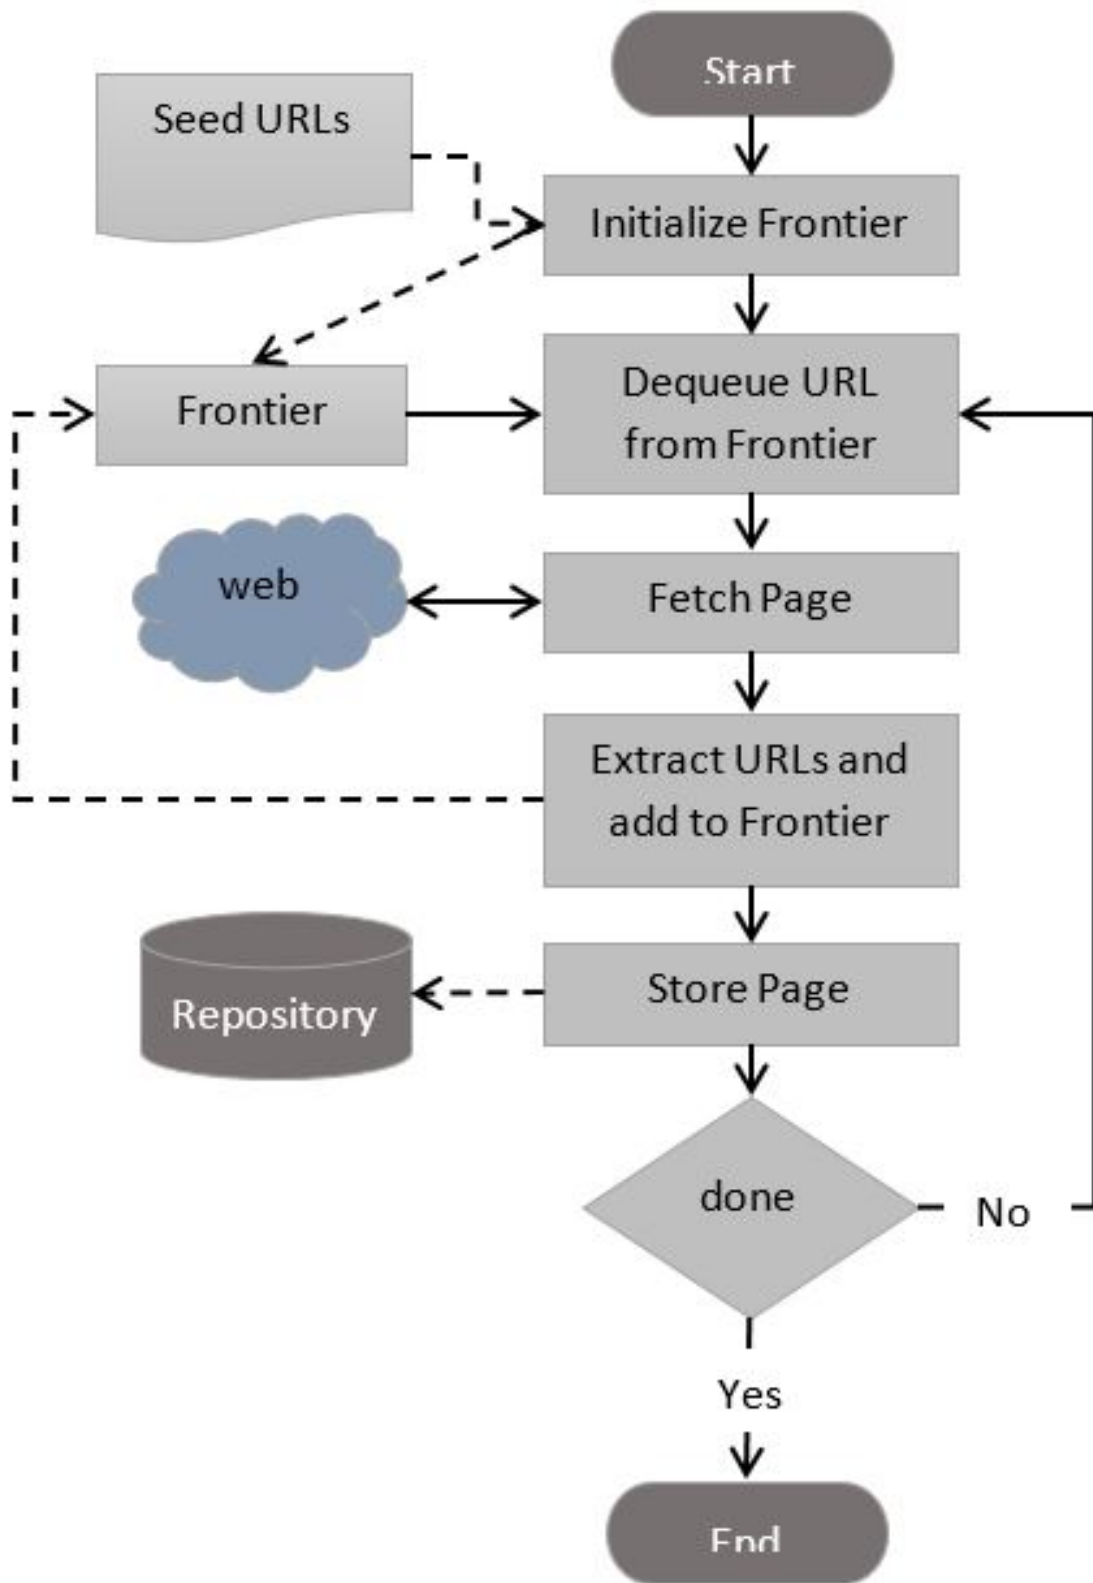 Start
Seed URLs
Initialize Frontier
Frontier
Dequeue URL
from Frontier
web
Fetch Page
Extract URLs and
add to Frontier
Repository
Store Page
done
No
Yes
End